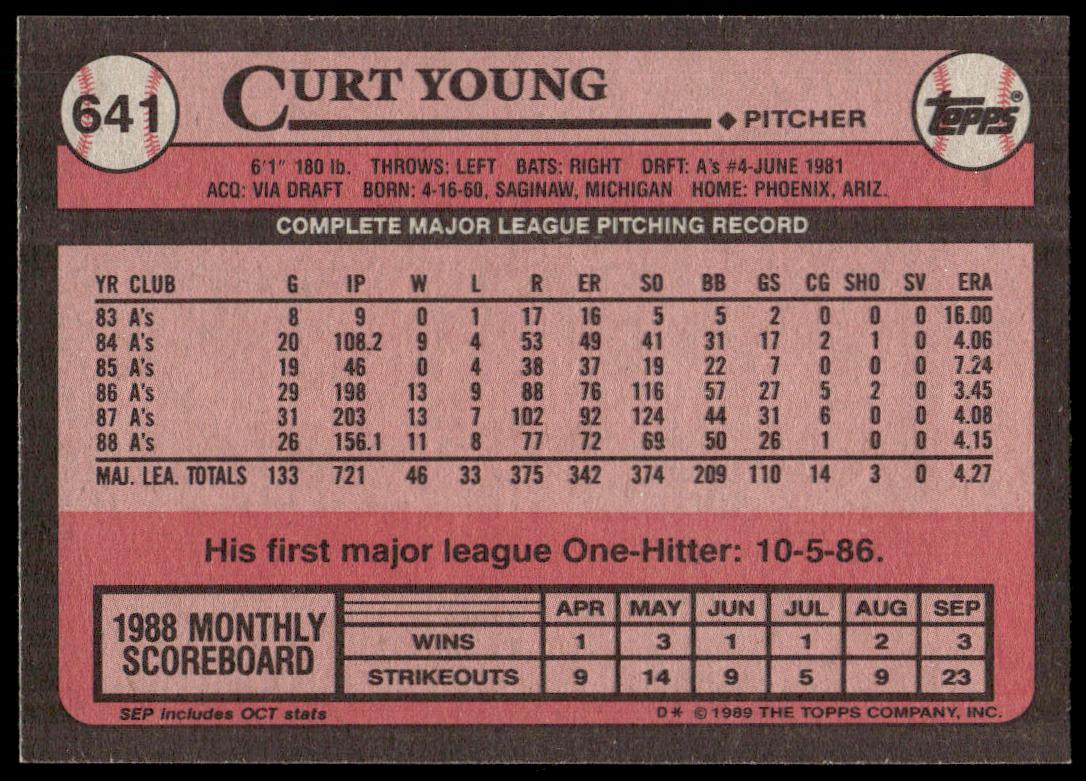 641
CURT YOUNG
◆ PITCHER
topps®
6'1" 180 lb. THROWS: LEFT BATS: RIGHT DRFT: A's #4-JUNE 1981
ACQ: VIA DRAFT BORN: 4-16-60, SAGINAW, MICHIGAN HOME: PHOENIX, ARIZ.
COMPLETE MAJOR LEAGUE PITCHING RECORD
YR CLUB G IP W L R ER SO BB GS CG SHO SV ERA
83 A's 8 9 0 1 17 16 5 5 2 0 0 0 16.00
84 A's 20 108.2 9 4 53 49 41 31 17 2 1 0 4.06
85 A's 19 46 0 4 38 37 19 22 7 0 0 0 7.24
86 A's 29 198 13 9 88 76 116 57 27 5 2 0 3.45
87 A's 31 203 13 7 102 92 124 44 31 6 0 0 4.08
88 A's 26 156.1 11 8 77 72 69 50 26 1 0 0 4.15
MAJ. LEA. TOTALS 133 721 46 33 375 342 374 209 110 14 3 0 4.27
His first major league One-Hitter: 10-5-86.
1988 MONTHLY
SCOREBOARD
APR MAY JUN JUL AUG SEP
WINS 1 3 1 1 2 3
STRIKEOUTS 9 14 9 5 9 23
SEP includes OCT stats
D* © 1989 THE TOPPS COMPANY, INC.